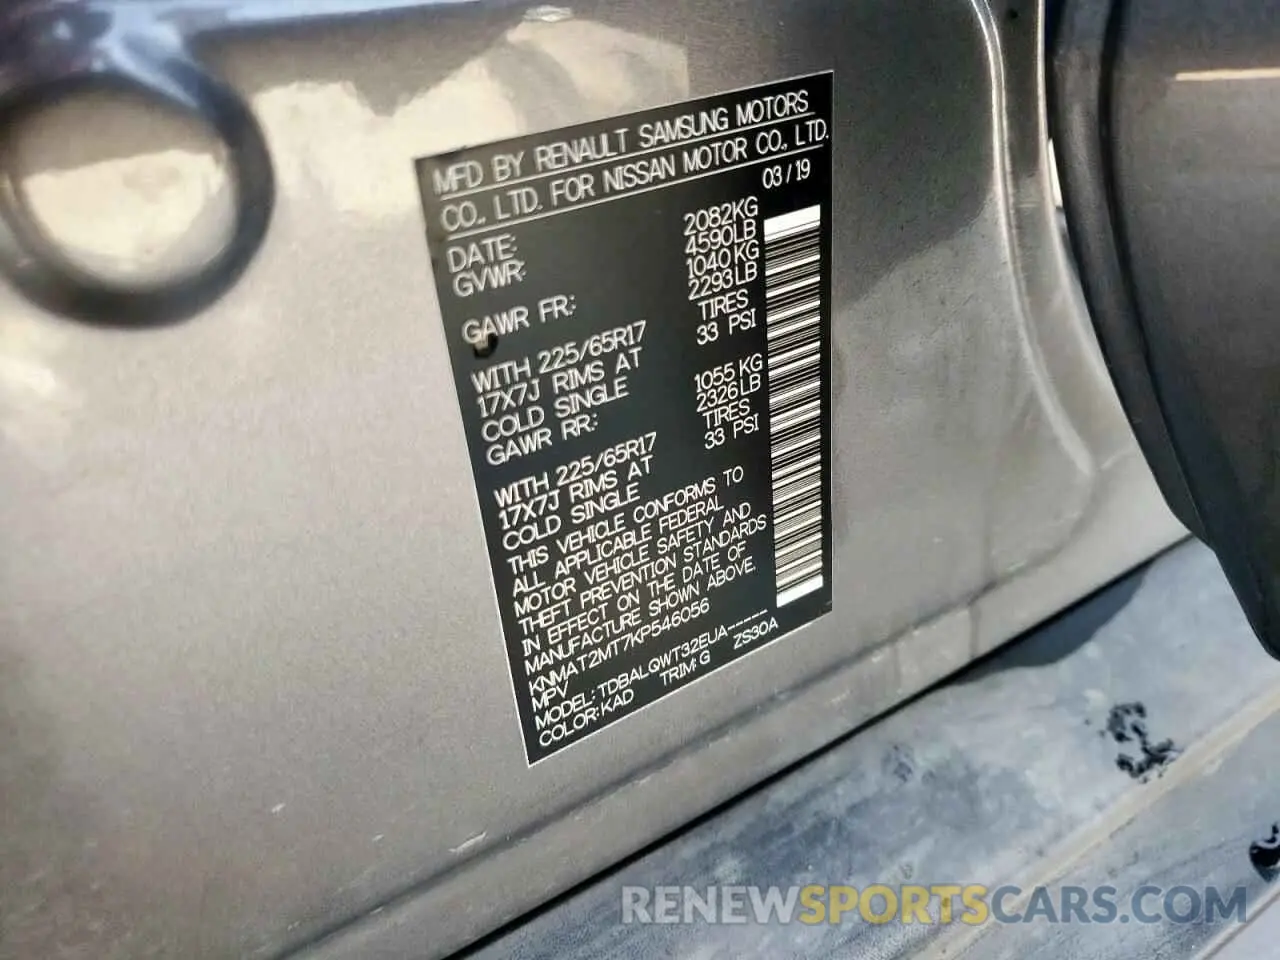 MFD BY RENAULT SAMSUNG MOTORS
CO., LTD. FOR NISSAN MOTOR CO., LTD.
DATE: 03/19
GVWR: 2082KG
4590LB
GAWR FR: 1040KG
2293LB
WITH 225/65R17 TIRES
17X7J RIMS AT 33 PSI
COLD SINGLE
GAWR RR: 1055KG
2326LB
WITH 225/65R17 TIRES
17X7J RIMS AT 33 PSI
COLD SINGLE
THIS VEHICLE CONFORMS TO
ALL APPLICABLE FEDERAL
MOTOR VEHICLE SAFETY AND
THEFT PREVENTION STANDARDS
IN EFFECT ON THE DATE OF
MANUFACTURE SHOWN ABOVE.
KNMAT2MT7KP546056
MPV
MODEL: TDBALQWT32EUA-----
COLOR:KAD TRIM:G ZS30A
RENEWSPORTSCARS.COM